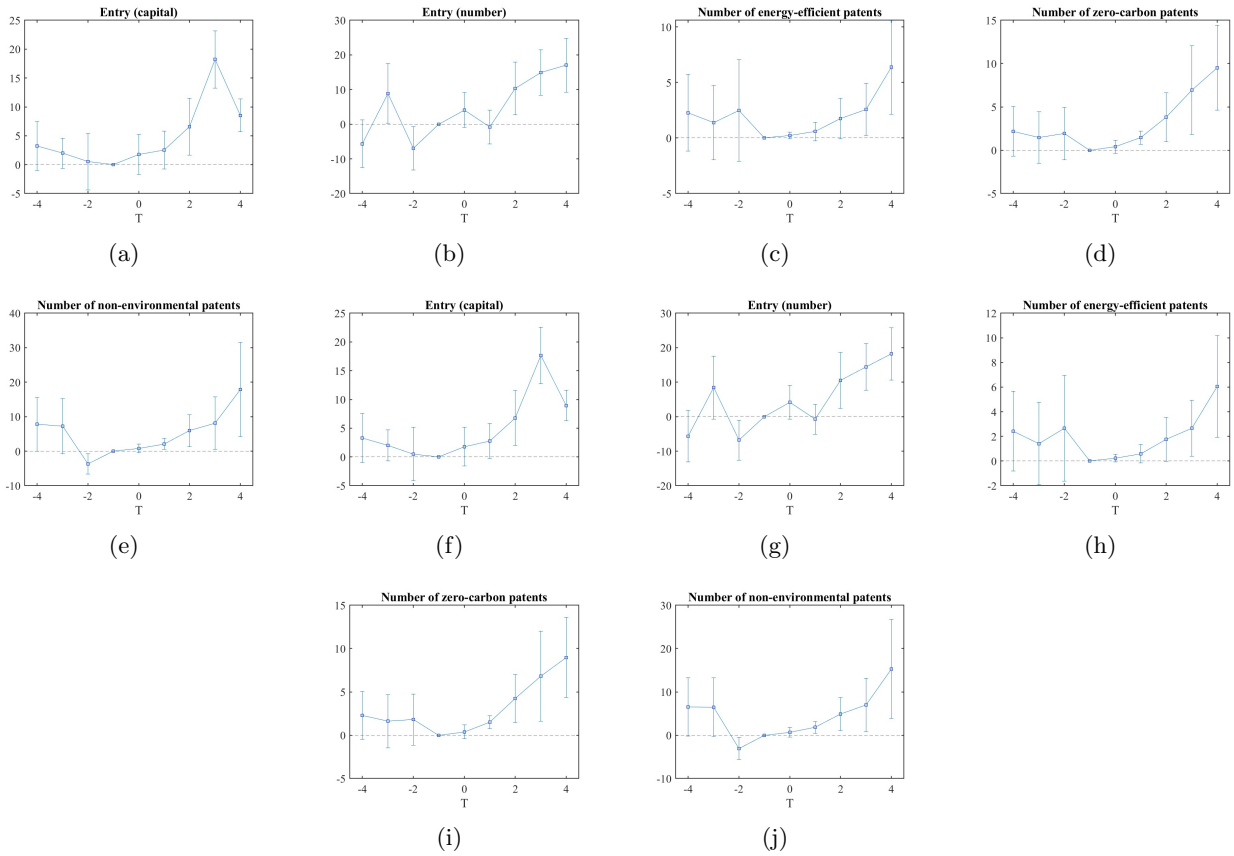 Entry (capital)
25
20
15
10
5
0
-5
-4 -2 0 2 4
T
(a)
Entry (number)
30
20
10
0
-10
-20
-4 -2 0 2 4
T
(b)
Number of energy-efficient patents
10
5
0
-5
-4 -2 0 2 4
T
(c)
Number of zero-carbon patents
15
10
5
0
-5
-4 -2 0 2 4
T
(d)
Number of non-environmental patents
40
30
20
10
0
-10
-4 -2 0 2 4
T
(e)
Entry (capital)
25
20
15
10
5
0
-5
-4 -2 0 2 4
T
(f)
Entry (number)
30
20
10
0
-10
-20
-4 -2 0 2 4
T
(g)
Number of energy-efficient patents
12
10
8
6
4
2
0
-2
-4 -2 0 2 4
T
(h)
Number of zero-carbon patents
15
10
5
0
-5
-4 -2 0 2 4
T
(i)
Number of non-environmental patents
30
20
10
0
-10
-4 -2 0 2 4
T
(j)